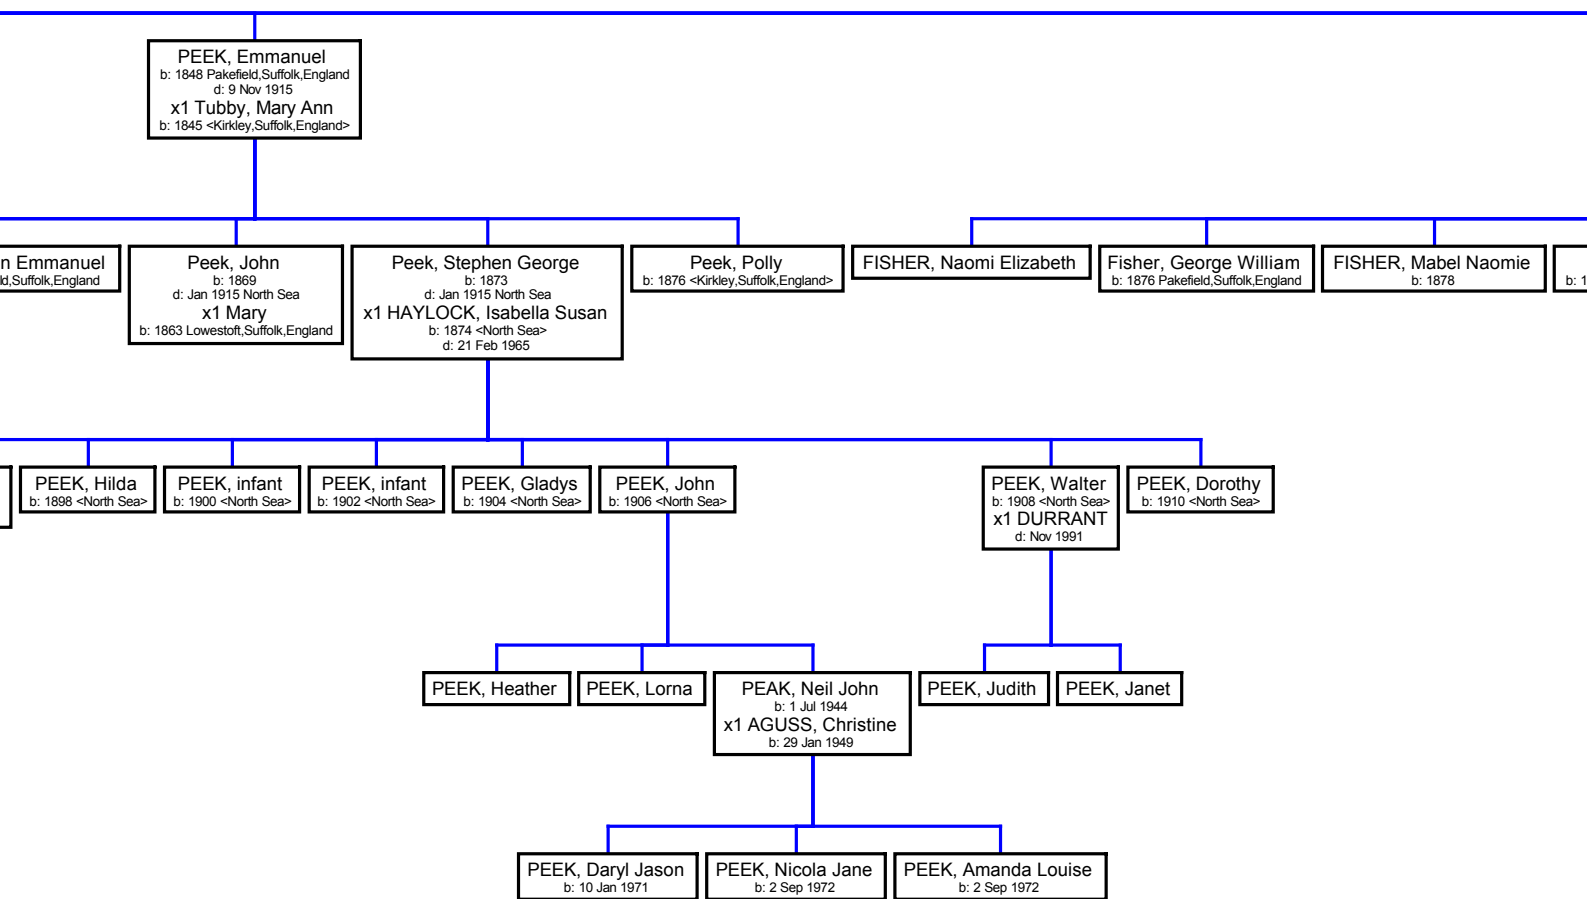 PEEK, Emmanuel
b: 1848 Pakefield,Suffolk,England
d: 9 Nov 1915
x1 Tubby, Mary Ann
b: 1845 <Kirkley,Suffolk,England>
n Emmanuel
ld,Suffolk,England
Peek, John
b: 1869
d: Jan 1915 North Sea
x1 Mary
b: 1863 Lowestoft,Suffolk,England
Peek, Stephen George
b: 1873
d: Jan 1915 North Sea
x1 HAYLOCK, Isabella Susan
b: 1874 <North Sea>
d: 21 Feb 1965
Peek, Polly
b: 1876 <Kirkley,Suffolk,England>
FISHER, Naomi Elizabeth
Fisher, George William
b: 1876 Pakefield,Suffolk,England
FISHER, Mabel Naomie
b: 1878
b: 1
PEEK, Hilda
b: 1898 <North Sea>
PEEK, infant
b: 1900 <North Sea>
PEEK, infant
b: 1902 <North Sea>
PEEK, Gladys
b: 1904 <North Sea>
PEEK, John
b: 1906 <North Sea>
PEEK, Walter
b: 1908 <North Sea>
x1 DURRANT
d: Nov 1991
PEEK, Dorothy
b: 1910 <North Sea>
PEEK, Heather
PEEK, Lorna
PEAK, Neil John
b: 1 Jul 1944
x1 AGUSS, Christine
b: 29 Jan 1949
PEEK, Judith
PEEK, Janet
PEEK, Daryl Jason
b: 10 Jan 1971
PEEK, Nicola Jane
b: 2 Sep 1972
PEEK, Amanda Louise
b: 2 Sep 1972